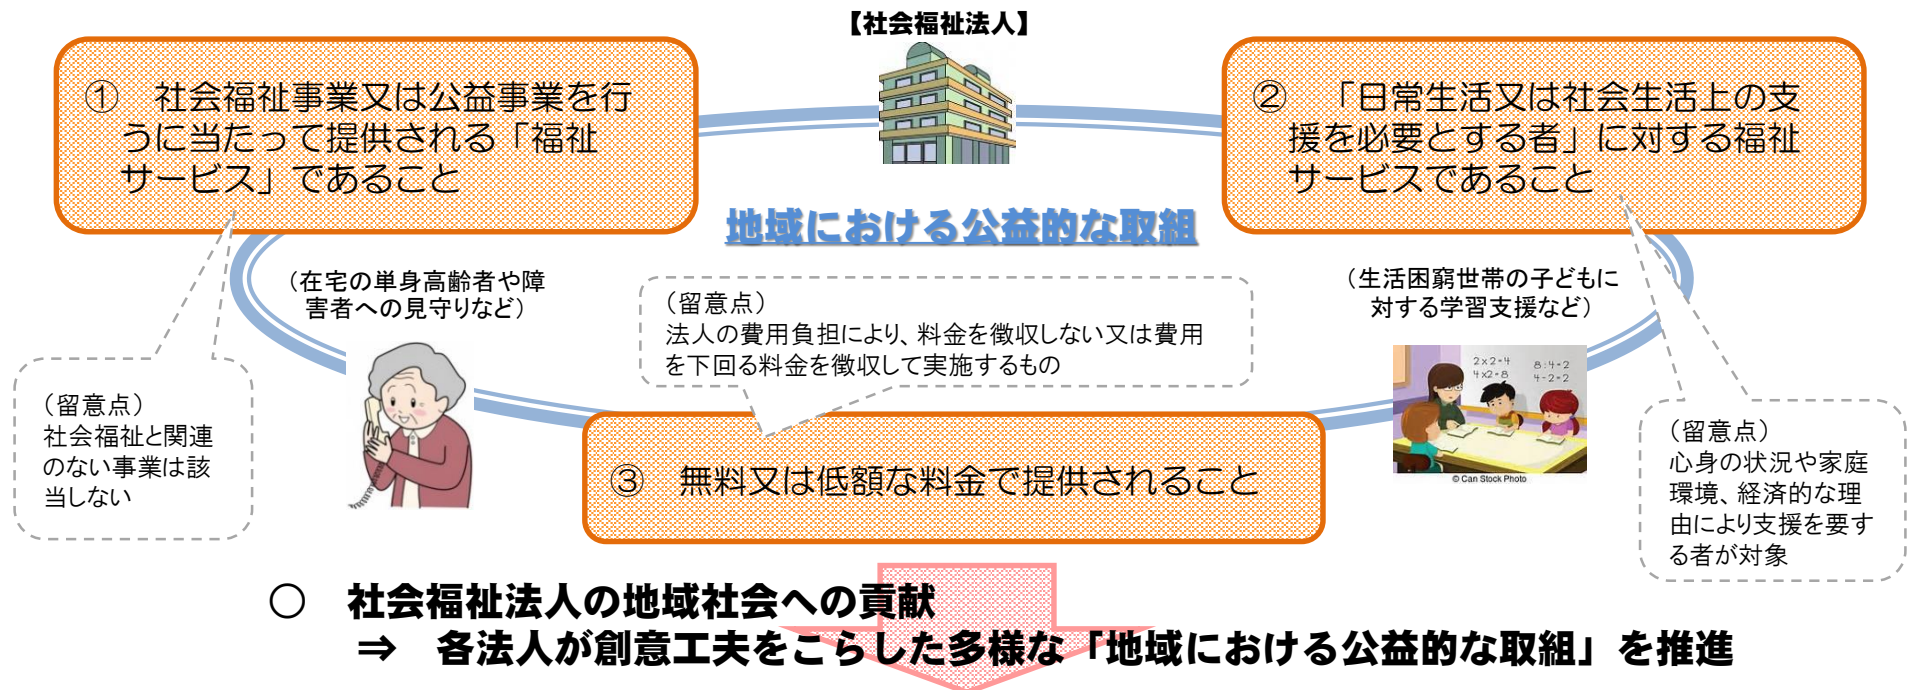 【社会福祉法人】
① 社会福祉事業又は公益事業を行
うに当たって提供される「福祉
サービス」であること
② 「日常生活又は社会生活上の支
援を必要とする者」に対する福祉
サービスであること
地域における公益的な取組
（在宅の単身高齢者や障
害者への見守りなど）
（留意点）
法人の費用負担により、料金を徴収しない又は費用
を下回る料金を徴収して実施するもの
（生活困窮世帯の子どもに
対する学習支援など）
2×2=4
4×2=8
8:4=2
4-2=2
© Can Stock Photo
（留意点）
社会福祉と関連
のない事業は該
当しない
③ 無料又は低額な料金で提供されること
（留意点）
心身の状況や家庭
環境、経済的な理
由により支援を要す
る者が対象
○ 社会福祉法人の地域社会への貢献
⇒ 各法人が創意工夫をこらした多様な「地域における公益的な取組」を推進